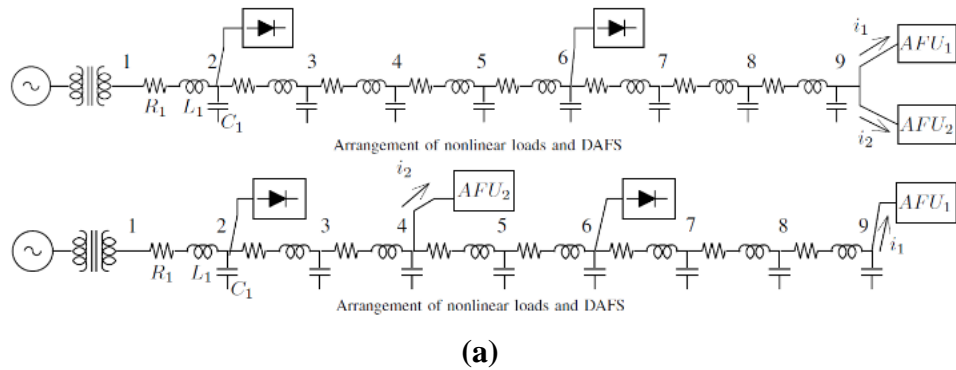 1 2 3 4 5 6 7 8 9
R₁ L₁ C₁
i₁ AFU₁
i₂ AFU₂
Arrangement of nonlinear loads and DAFS
1 2 3 4 5 6 7 8 9
R₁ L₁ C₁
i₂ AFU₂
i₁ AFU₁
Arrangement of nonlinear loads and DAFS
(a)